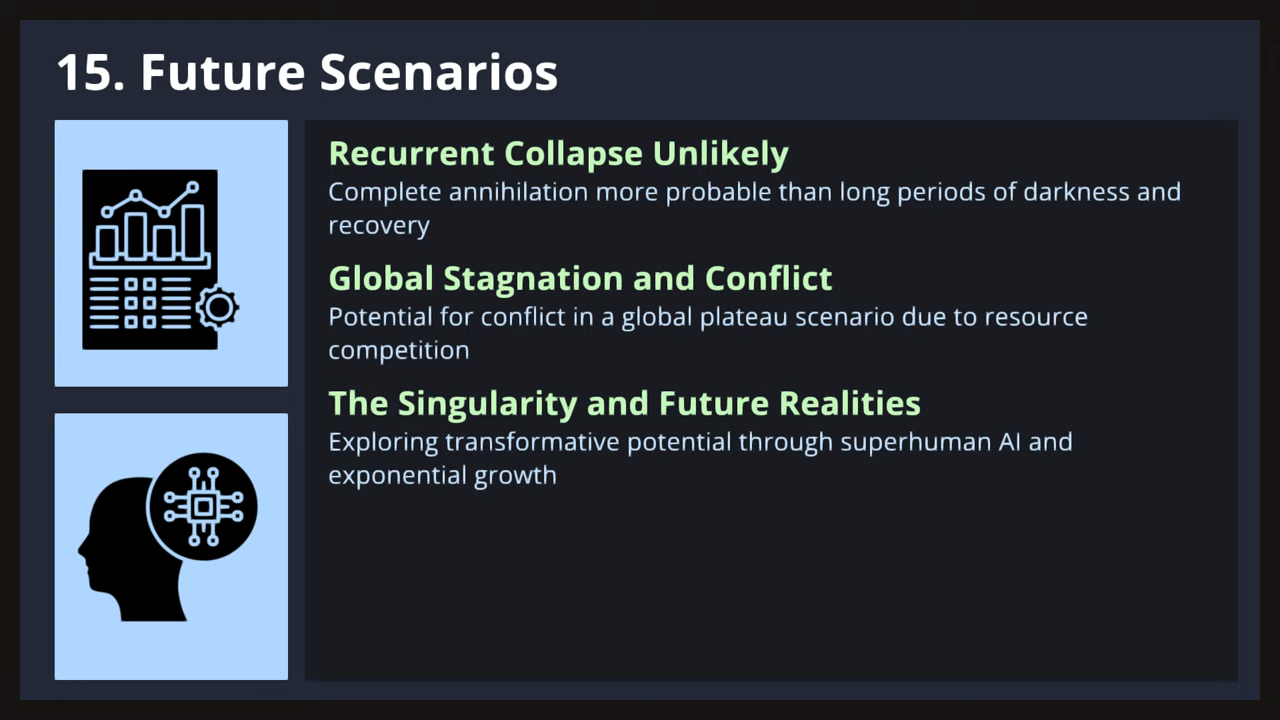 15. Future Scenarios
Recurrent Collapse Unlikely
Complete annihilation more probable than long periods of darkness and
recovery
Global Stagnation and Conflict
Potential for conflict in a global plateau scenario due to resource
competition
The Singularity and Future Realities
Exploring transformative potential through superhuman AI and
exponential growth